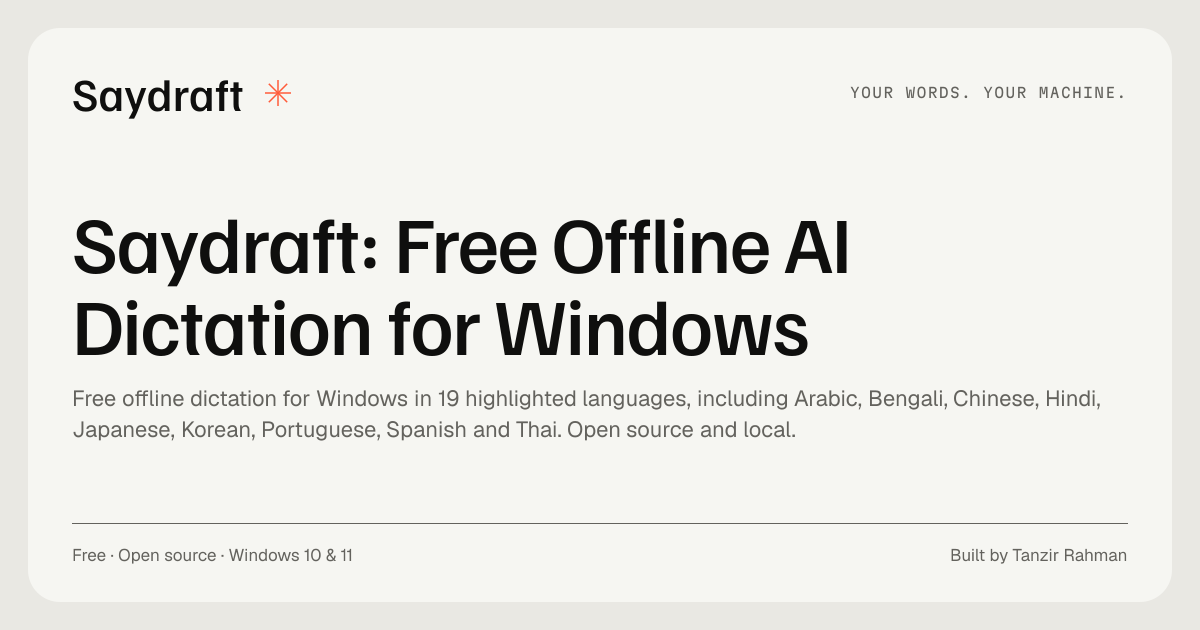 Saydraft
YOUR WORDS. YOUR MACHINE.
Saydraft: Free Offline AI
Dictation for Windows
Free offline dictation for Windows in 19 highlighted languages, including Arabic, Bengali, Chinese, Hindi,
Japanese, Korean, Portuguese, Spanish and Thai. Open source and local.
Free · Open source · Windows 10 & 11
Built by Tanzir Rahman